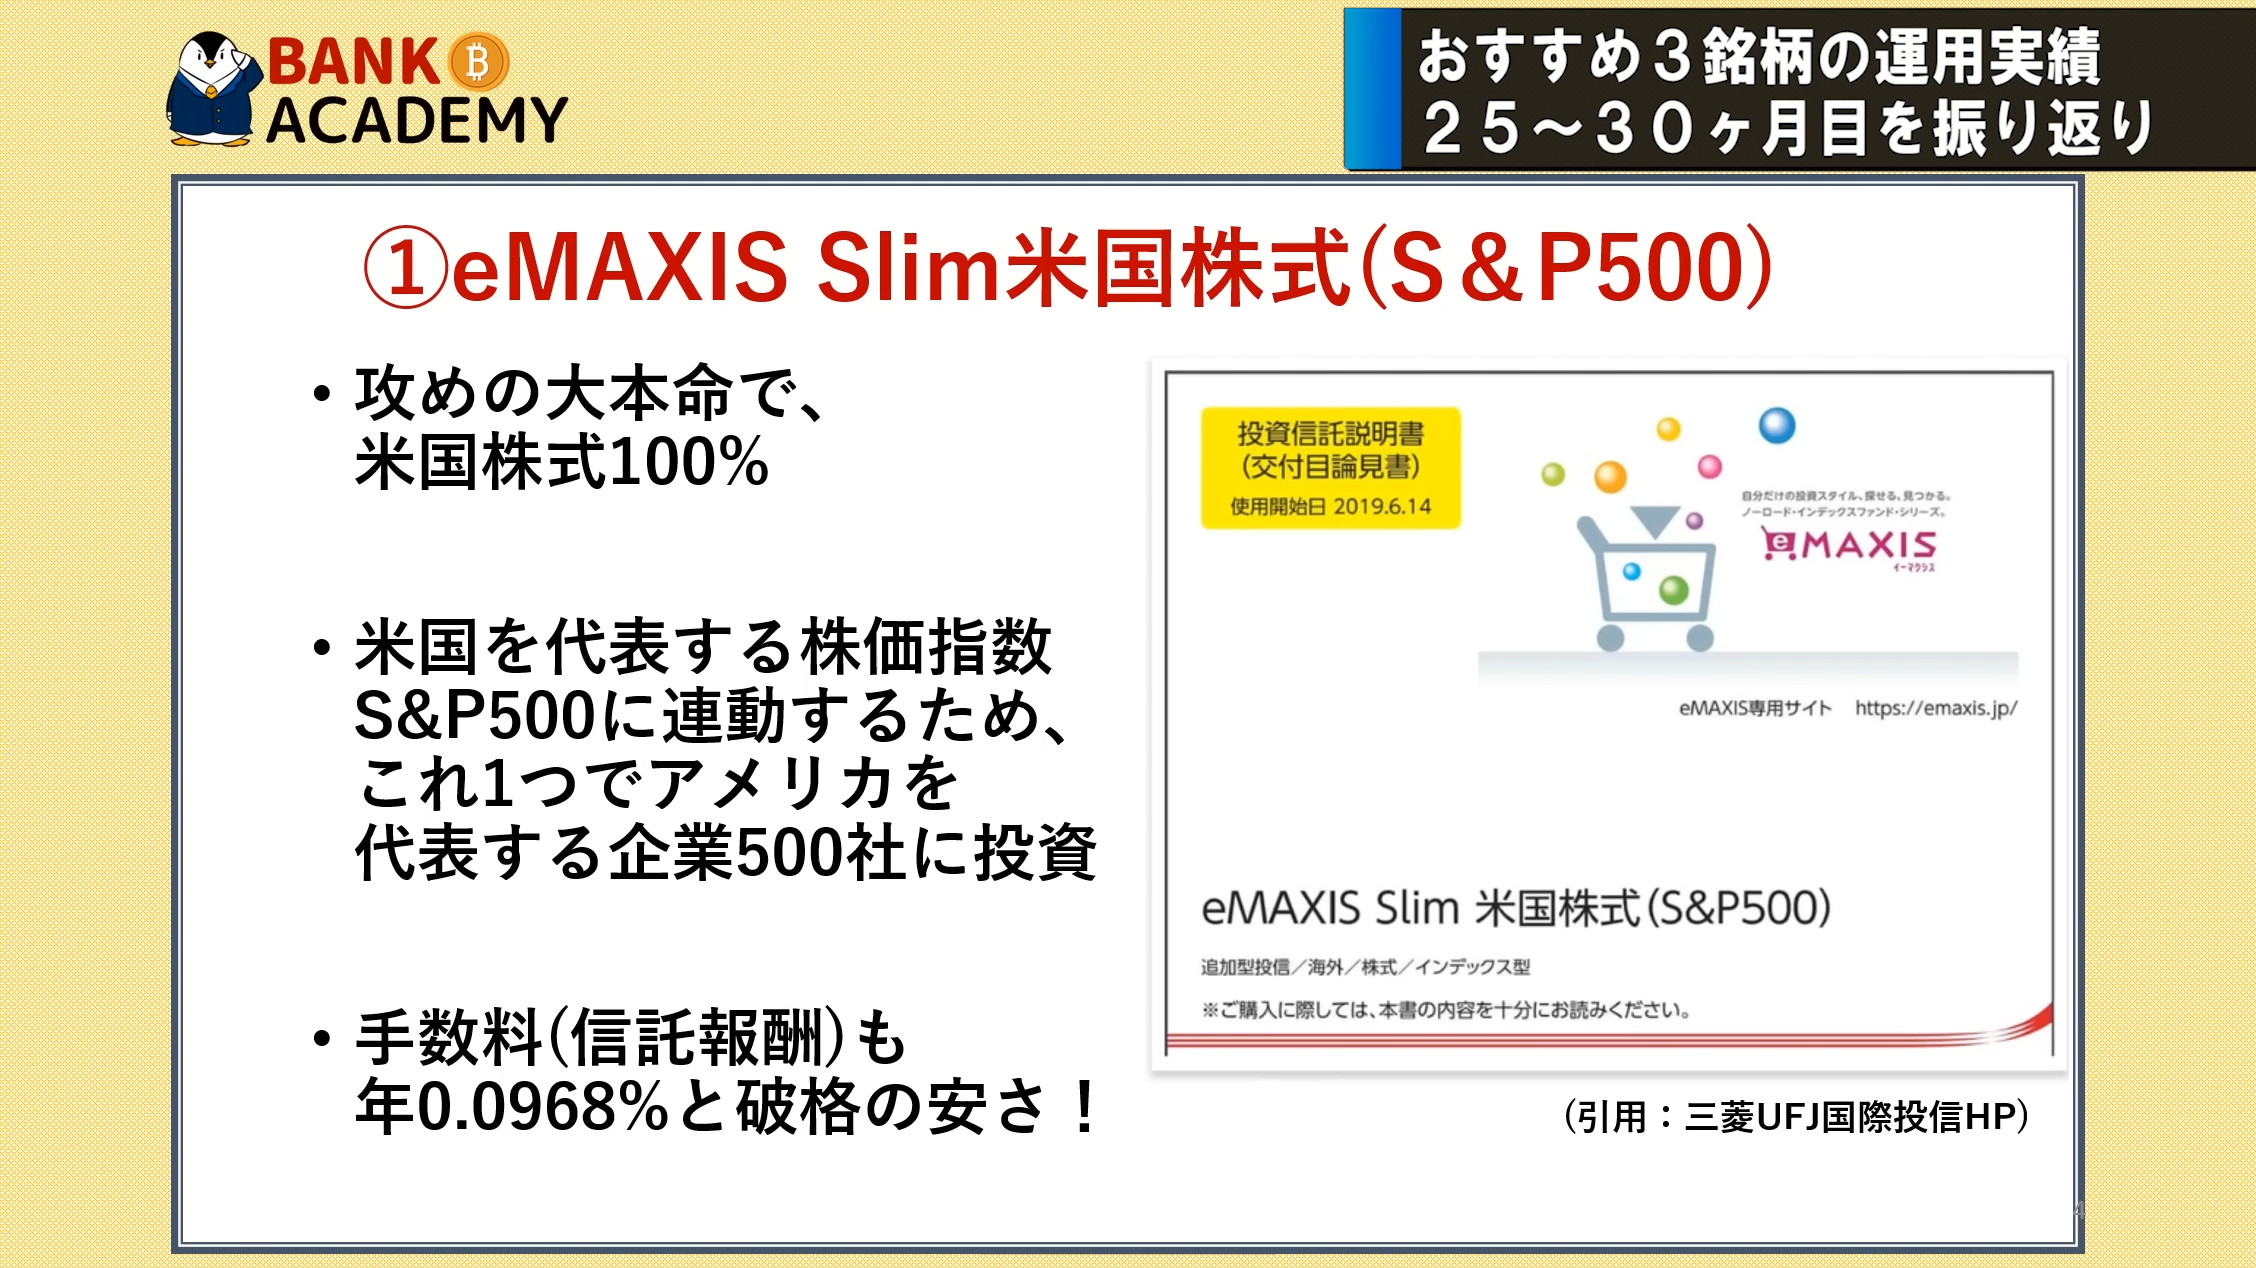 BANK ₿
ACADEMY
おすすめ３銘柄の運用実績
２５～３０ヶ月目を振り返り
①eMAXIS Slim米国株式(S＆P500)
• 攻めの大本命で、
米国株式100%
• 米国を代表する株価指数
S&P500に連動するため、
これ1つでアメリカを
代表する企業500社に投資
• 手数料(信託報酬)も
年0.0968%と破格の安さ！
投資信託説明書
(交付目論見書)
使用開始日 2019.6.14
自分だけの投資スタイル、探せる、見つかる。
ノーロード・インデックスファンド・シリーズ。
eMAXIS
イーマクシス
eMAXIS専用サイト　https://emaxis.jp/
eMAXIS Slim 米国株式(S&P500)
追加型投信／海外／株式／インデックス型
※ご購入に際しては、本書の内容を十分にお読みください。
(引用：三菱UFJ国際投信HP)
4